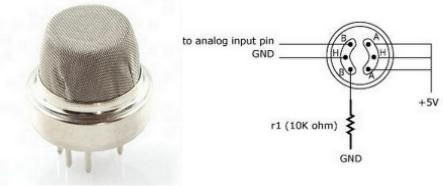 to analog input pin
GND
B
A
H
H
B
A
+5V
r1 (10K ohm)
GND